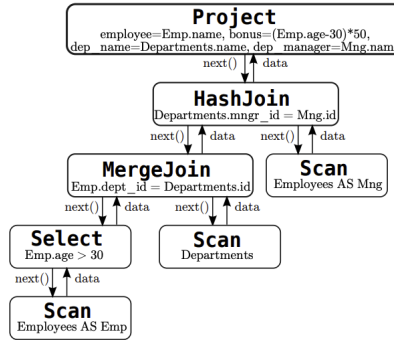 Project
employee=Emp.name, bonus=(Emp.age-30)*50,
dep_name=Departments.name, dep_manager=Mng.name
next() data
HashJoin
Departments.mngr_id = Mng.id
next() data next() data
MergeJoin
Emp.dept_id = Departments.id
Scan
Employees AS Mng
next() data next() data
Select
Emp.age > 30
Scan
Departments
next() data
Scan
Employees AS Emp